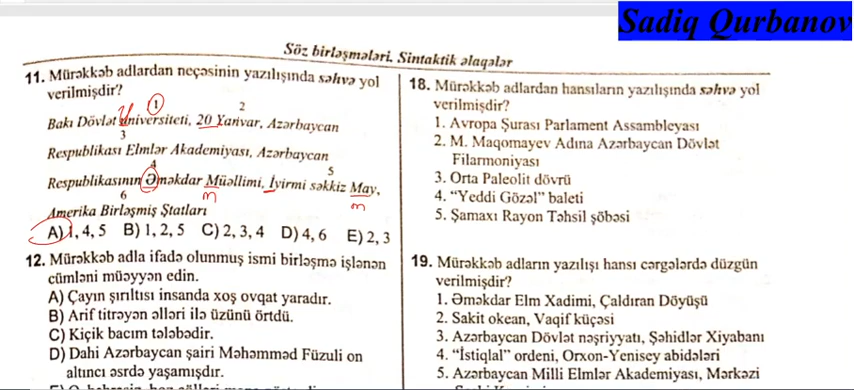 Sadiq Qurbanov
Söz birləşmələri. Sintaktik əlaqələr
11. Mürəkkəb adlardan neçəsinin yazılışında səhvə yol
verilmişdir?
1 2
Bakı Dövlət universiteti, 20 Yanvar, Azərbaycan
3
Respublikası Elmlər Akademiyası, Azərbaycan
4 5
Respublikasının Əməkdar Müəllimi, İyirmi səkkiz May,
m m
6
Amerika Birləşmiş Ştatları
A) 1, 4, 5 B) 1, 2, 5 C) 2, 3, 4 D) 4, 6 E) 2, 3
12. Mürəkkəb adla ifadə olunmuş ismi birləşmə işlənən
cümləni müəyyən edin.
A) Çayın şırıltısı insanda xoş ovqat yaradır.
B) Arif titrəyən əlləri ilə üzünü örtdü.
C) Kiçik bacım tələbədir.
D) Dahi Azərbaycan şairi Məhəmməd Füzuli on
altıncı əsrdə yaşamışdır.
18. Mürəkkəb adlardan hansıların yazılışında səhvə yol
verilmişdir?
1. Avropa Şurası Parlament Assambleyası
2. M. Maqomayev Adına Azərbaycan Dövlət
Filarmoniyası
3. Orta Paleolit dövrü
4. “Yeddi Gözəl” baleti
5. Şamaxı Rayon Təhsil şöbəsi
19. Mürəkkəb adların yazılışı hansı cərgələrdə düzgün
verilmişdir?
1. Əməkdar Elm Xadimi, Çaldıran Döyüşü
2. Sakit okean, Vaqif küçəsi
3. Azərbaycan Dövlət nəşriyyatı, Şəhidlər Xiyabanı
4. “İstiqlal” ordeni, Orxon-Yenisey abidələri
5. Azərbaycan Milli Elmlər Akademiyası, Mərkəzi